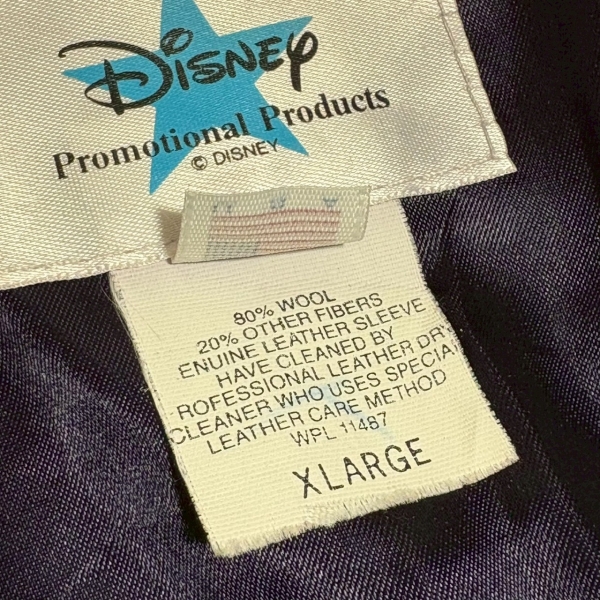 Disney
Promotional Products
© DISNEY
80% WOOL
20% OTHER FIBERS
ENUINE LEATHER SLEEVE
HAVE CLEANED BY
ROFESSIONAL LEATHER DRY
CLEANER WHO USES SPECIA
LEATHER CARE METHOD
WPL 11487
XLARGE